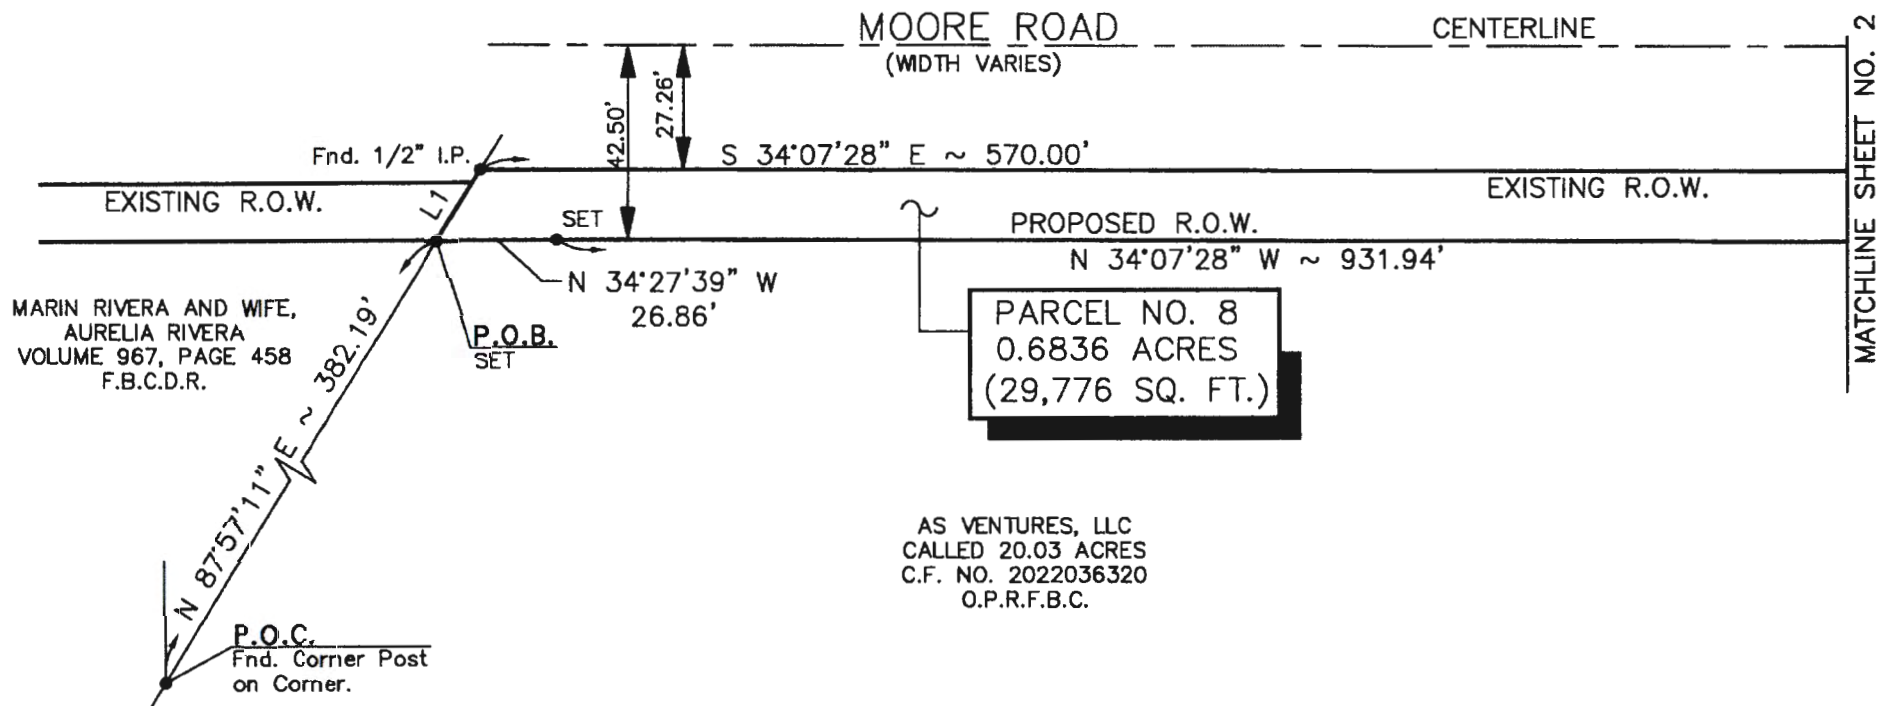 MOORE ROAD
(WIDTH VARIES)
CENTERLINE
MATCHLINE SHEET NO. 2
42.50'
27.26'
Fnd. 1/2" I.P.
S 34°07'28" E ~ 570.00'
EXISTING R.O.W.
L1
EXISTING R.O.W.
SET
PROPOSED R.O.W.
N 34°07'28" W ~ 931.94'
N 34°27'39" W
26.86'
MARIN RIVERA AND WIFE,
AURELIA RIVERA
VOLUME 967, PAGE 458
F.B.C.D.R.
P.O.B.
SET
PARCEL NO. 8
0.6836 ACRES
(29,776 SQ. FT.)
N 87°57'11" E ~ 382.19'
AS VENTURES, LLC
CALLED 20.03 ACRES
C.F. NO. 2022036320
O.P.R.F.B.C.
P.O.C.
Fnd. Corner Post
on Corner.